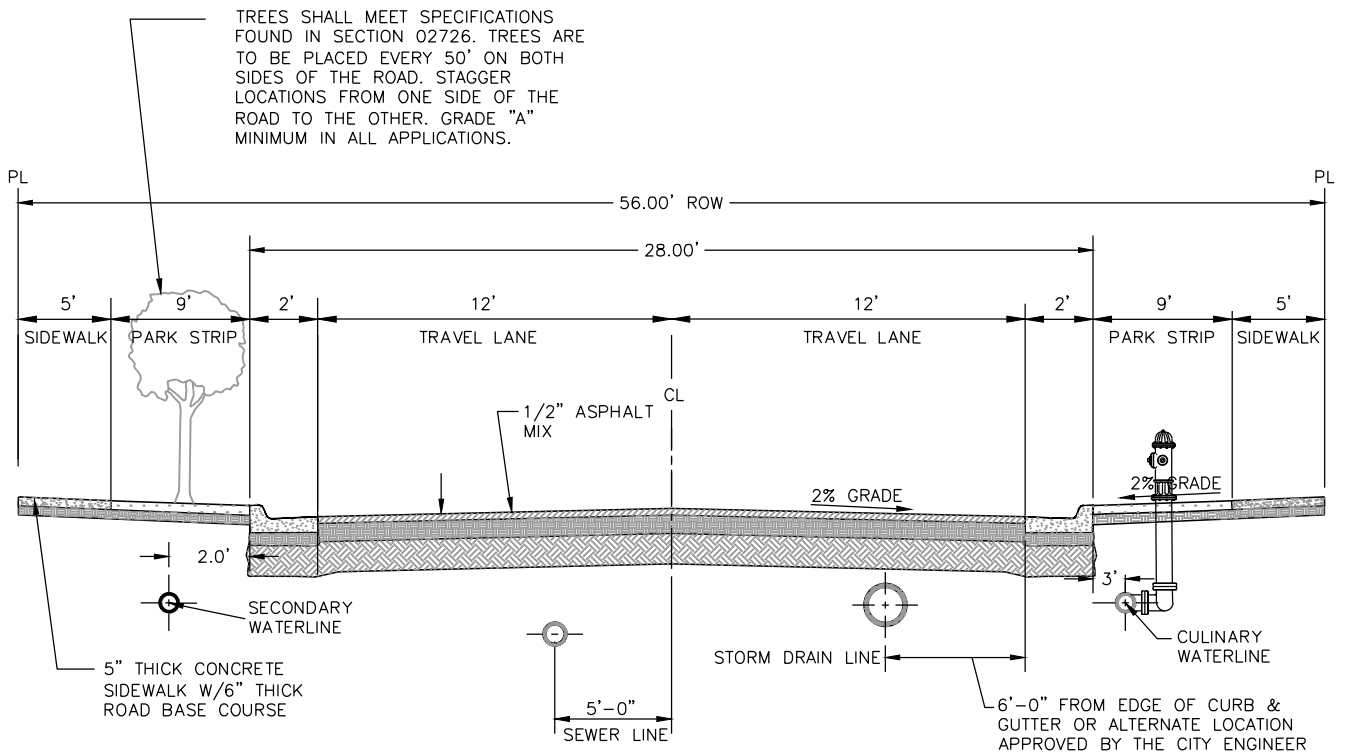 TREES SHALL MEET SPECIFICATIONS
FOUND IN SECTION 02726. TREES ARE
TO BE PLACED EVERY 50' ON BOTH
SIDES OF THE ROAD. STAGGER
LOCATIONS FROM ONE SIDE OF THE
ROAD TO THE OTHER. GRADE "A"
MINIMUM IN ALL APPLICATIONS.
PL
PL
56.00' ROW
28.00'
5'
9'
2'
12'
12'
2'
9'
5'
SIDEWALK
PARK STRIP
TRAVEL LANE
TRAVEL LANE
PARK STRIP
SIDEWALK
CL
1/2" ASPHALT
MIX
2% GRADE
2% GRADE
2.0'
3'
SECONDARY
WATERLINE
CULINARY
WATERLINE
STORM DRAIN LINE
5" THICK CONCRETE
SIDEWALK W/6" THICK
ROAD BASE COURSE
5'-0"
SEWER LINE
6'-0" FROM EDGE OF CURB &
GUTTER OR ALTERNATE LOCATION
APPROVED BY THE CITY ENGINEER